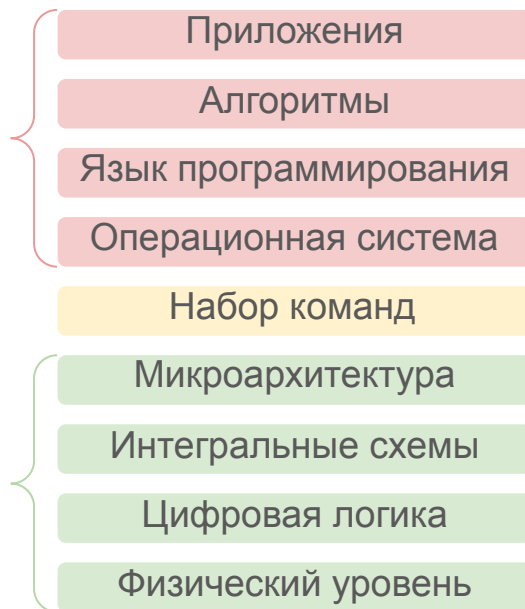 Приложения
Алгоритмы
Язык программирования
Операционная система
Набор команд
Микроархитектура
Интегральные схемы
Цифровая логика
Физический уровень